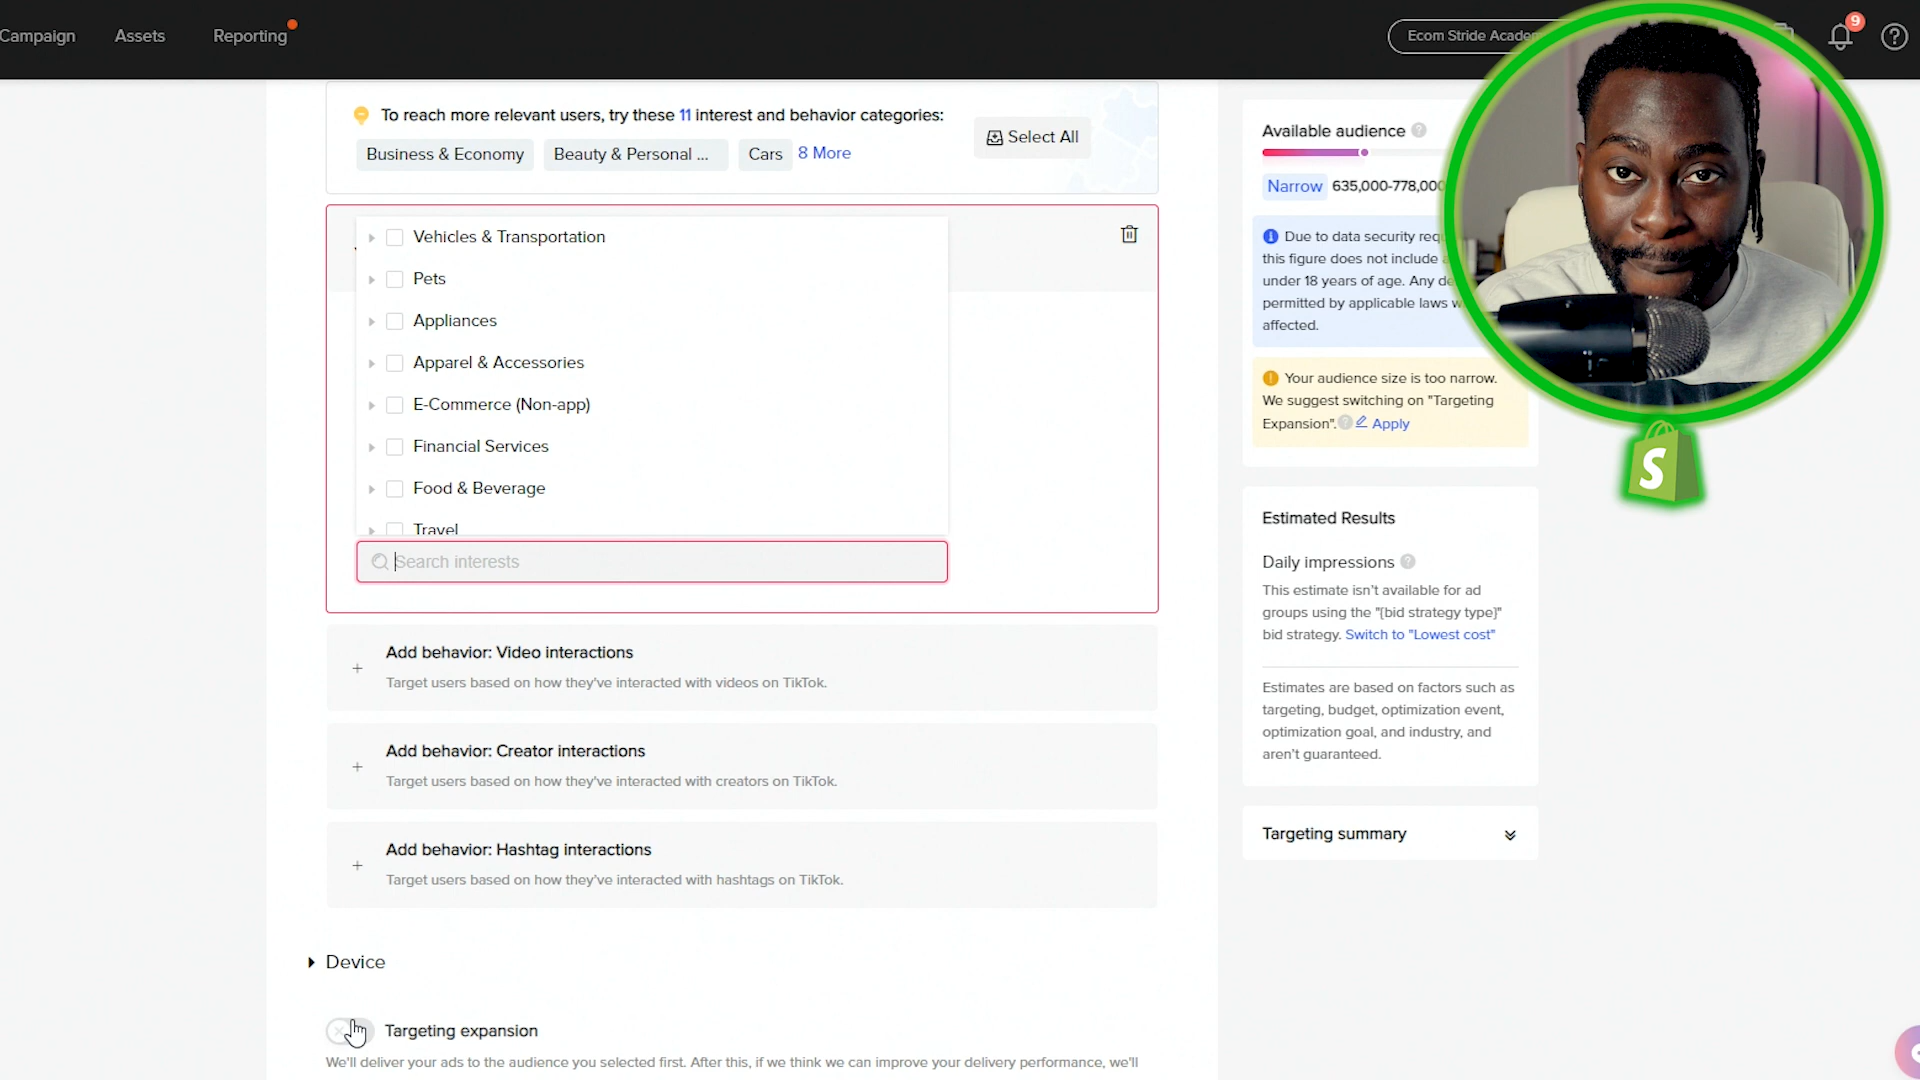 Campaign
Assets
Reporting
Ecom Stride
9
To reach more relevant users, try these 11 interest and behavior categories:
Select All
Business & Economy
Beauty & Personal ...
Cars
8 More
Vehicles & Transportation
Pets
Appliances
Apparel & Accessories
E-Commerce (Non-app)
Financial Services
Food & Beverage
Travel
Search interests
Add behavior: Video interactions
Target users based on how they've interacted with videos on TikTok.
Add behavior: Creator interactions
Target users based on how they've interacted with creators on TikTok.
Add behavior: Hashtag interactions
Target users based on how they've interacted with hashtags on TikTok.
Device
Targeting expansion
We'll deliver your ads to the audience you selected first. After this, if we think we can improve your delivery performance, we'll
Available audience
Narrow 635,000-778,000
Due to data security
this figure does not include
under 18 years of age. Any
permitted by applicable laws
affected.
Your audience size is too narrow.
We suggest switching on "Targeting
Expansion". Apply
S
Estimated Results
Daily impressions
This estimate isn't available for ad
groups using the "{bid strategy type}"
bid strategy. Switch to "Lowest cost"
Estimates are based on factors such as
targeting, budget, optimization event,
optimization goal, and industry, and
aren't guaranteed.
Targeting summary